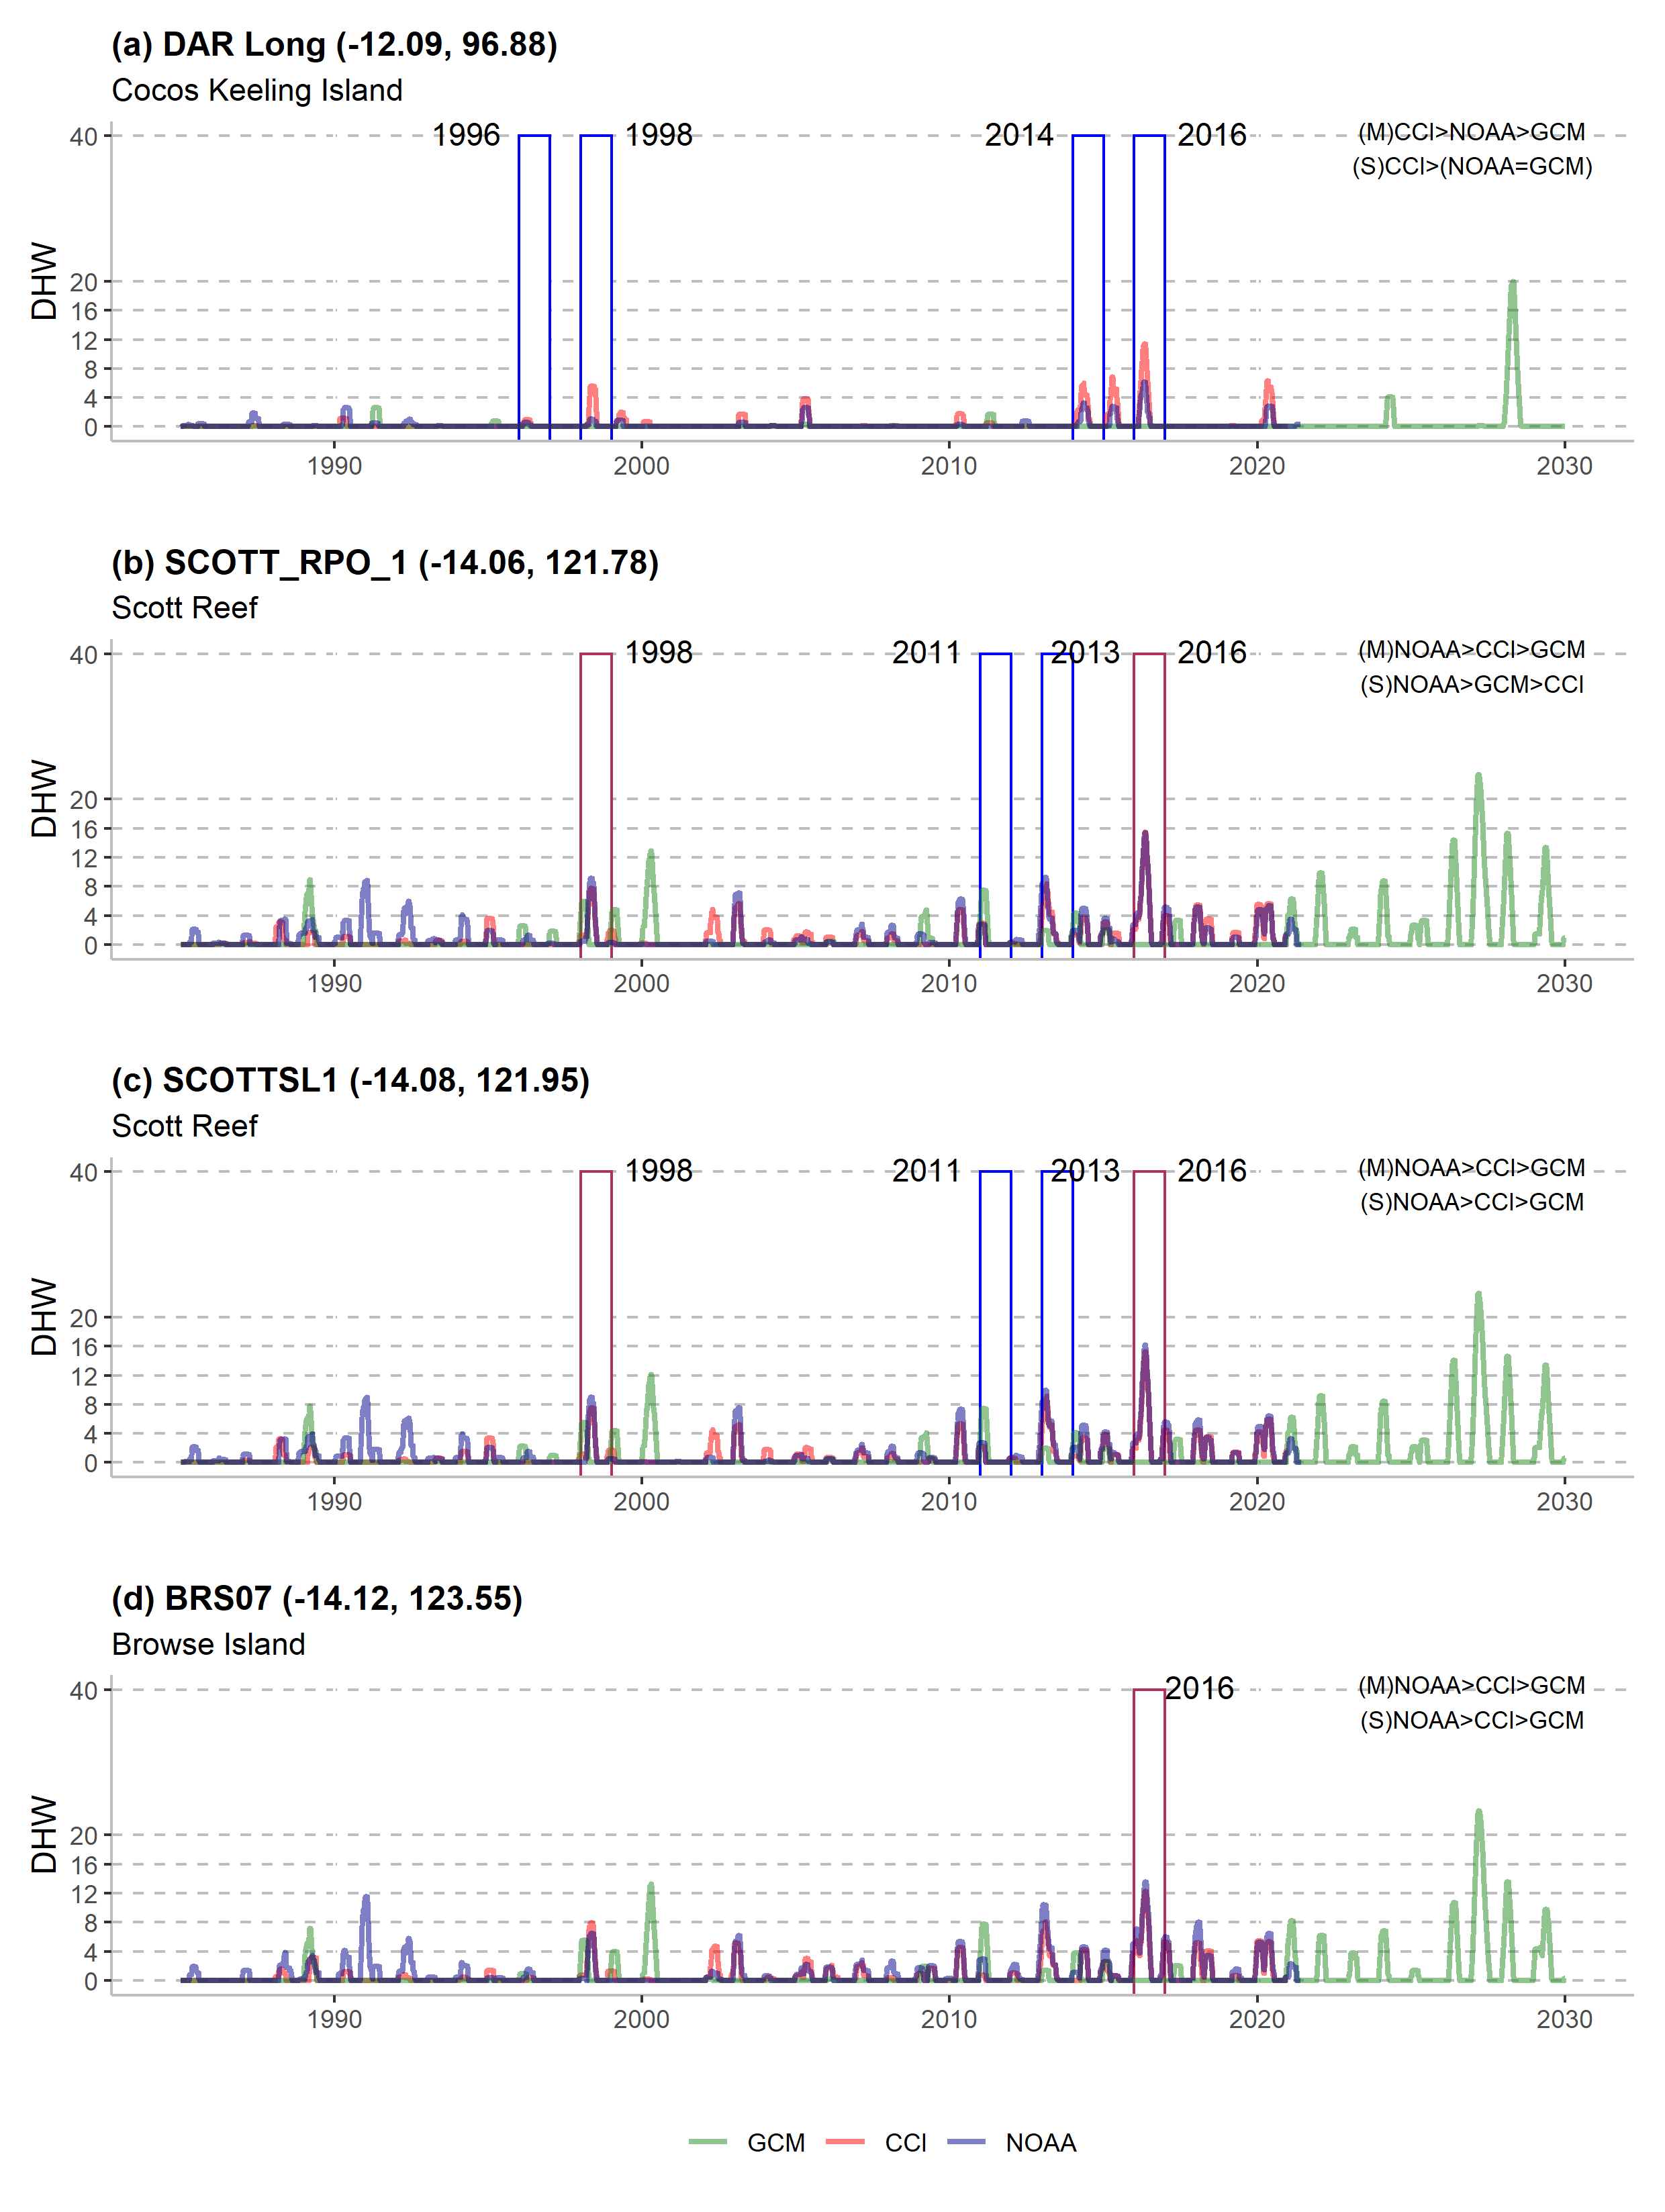 (a) DAR Long (-12.09, 96.88)
Cocos Keeling Island
DHW
40
20
16
12
8
4
0
1996
1998
2014
2016
(M)CCI>NOAA>GCM
(S)CCI>(NOAA=GCM)
1990 2000 2010 2020 2030
(b) SCOTT_RPO_1 (-14.06, 121.78)
Scott Reef
DHW
40
20
16
12
8
4
0
1998
2011
2013
2016
(M)NOAA>CCI>GCM
(S)NOAA>GCM>CCI
1990 2000 2010 2020 2030
(c) SCOTTSL1 (-14.08, 121.95)
Scott Reef
DHW
40
20
16
12
8
4
0
1998
2011
2013
2016
(M)NOAA>CCI>GCM
(S)NOAA>CCI>GCM
1990 2000 2010 2020 2030
(d) BRS07 (-14.12, 123.55)
Browse Island
DHW
40
20
16
12
8
4
0
2016
(M)NOAA>CCI>GCM
(S)NOAA>CCI>GCM
1990 2000 2010 2020 2030
GCM CCI NOAA